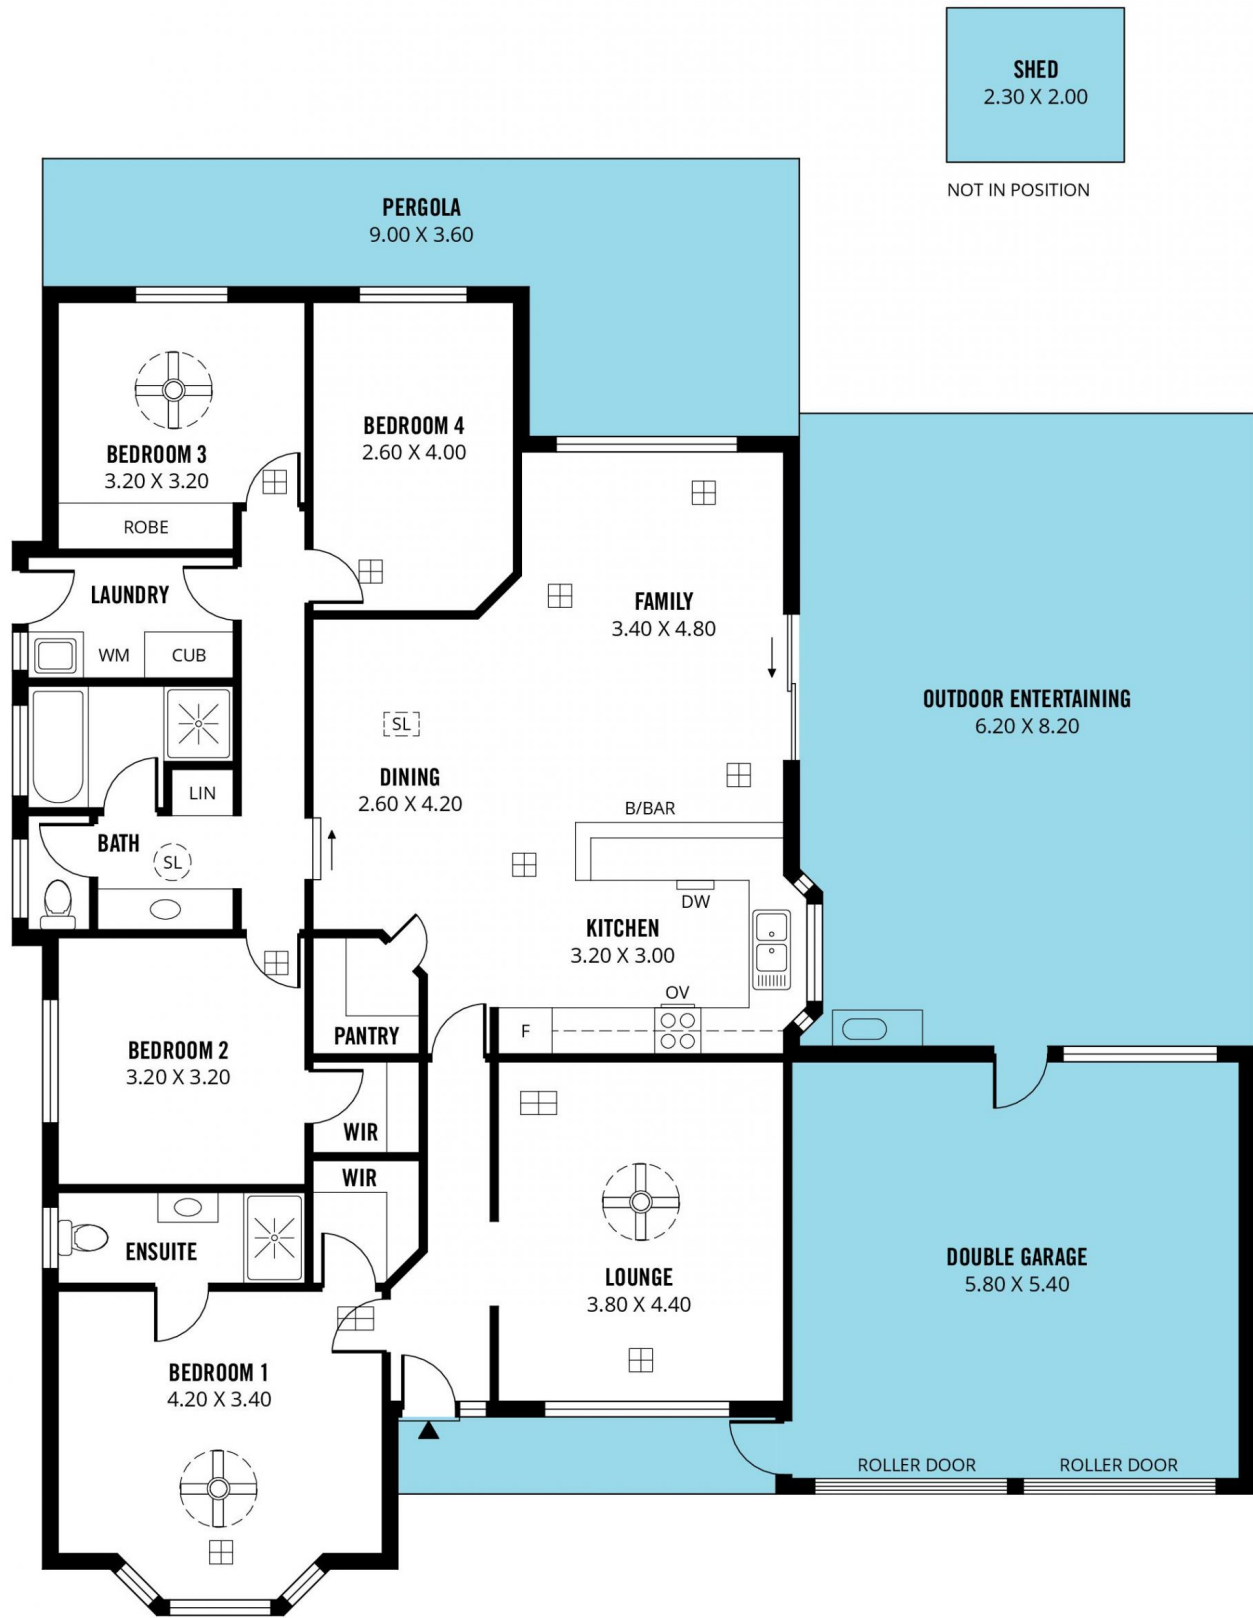 SHED
2.30 X 2.00
NOT IN POSITION
PERGOLA
9.00 X 3.60
BEDROOM 3
3.20 X 3.20
ROBE
BEDROOM 4
2.60 X 4.00
LAUNDRY
WM
CUB
FAMILY
3.40 X 4.80
OUTDOOR ENTERTAINING
6.20 X 8.20
SL
DINING
2.60 X 4.20
LIN
B/BAR
BATH
SL
DW
KITCHEN
3.20 X 3.00
OV
F
PANTRY
BEDROOM 2
3.20 X 3.20
WIR
WIR
ENSUITE
LOUNGE
3.80 X 4.40
DOUBLE GARAGE
5.80 X 5.40
BEDROOM 1
4.20 X 3.40
ROLLER DOOR
ROLLER DOOR